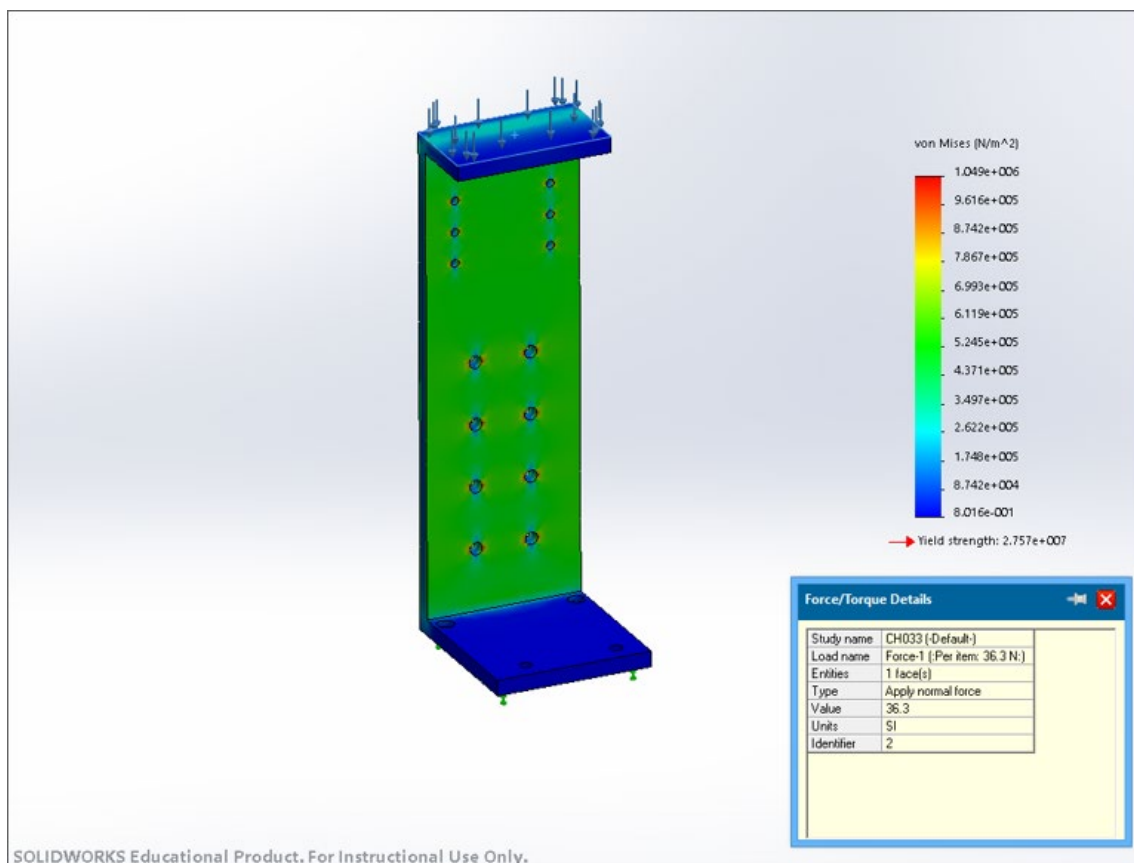 von Mises (N/m^2)
1.049e+006
9.616e+005
8.742e+005
7.867e+005
6.993e+005
6.119e+005
5.245e+005
4.371e+005
3.497e+005
2.622e+005
1.748e+005
8.742e+004
8.016e-001
Yield strength: 2.757e+007
Force/Torque Details
Study name CH033 (-Default-)
Load name Force-1 (:Per item: 36.3 N:)
Entities 1 face(s)
Type Apply normal force
Value 36.3
Units SI
Identifier 2
SOLIDWORKS Educational Product. For Instructional Use Only.